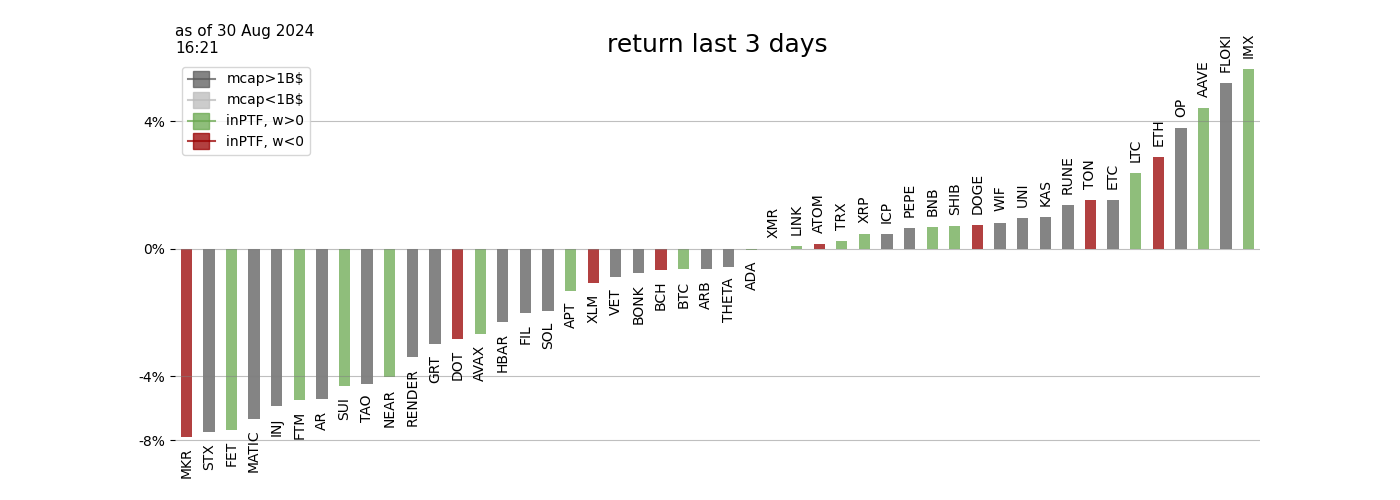 as of 30 Aug 2024
16:21
return last 3 days
mcap>1B$
mcap<1B$
inPTF, w>0
inPTF, w<0
4%
0%
-4%
-8%
MKR
STX
FET
MATIC
INJ
FTM
AR
SUI
TAO
NEAR
RENDER
GRT
DOT
AVAX
HBAR
FIL
SOL
APT
XLM
VET
BONK
BCH
BTC
ARB
THETA
ADA
XMR
LINK
ATOM
TRX
XRP
ICP
PEPE
BNB
SHIB
DOGE
WIF
UNI
KAS
RUNE
TON
ETC
LTC
ETH
OP
AAVE
FLOKI
IMX